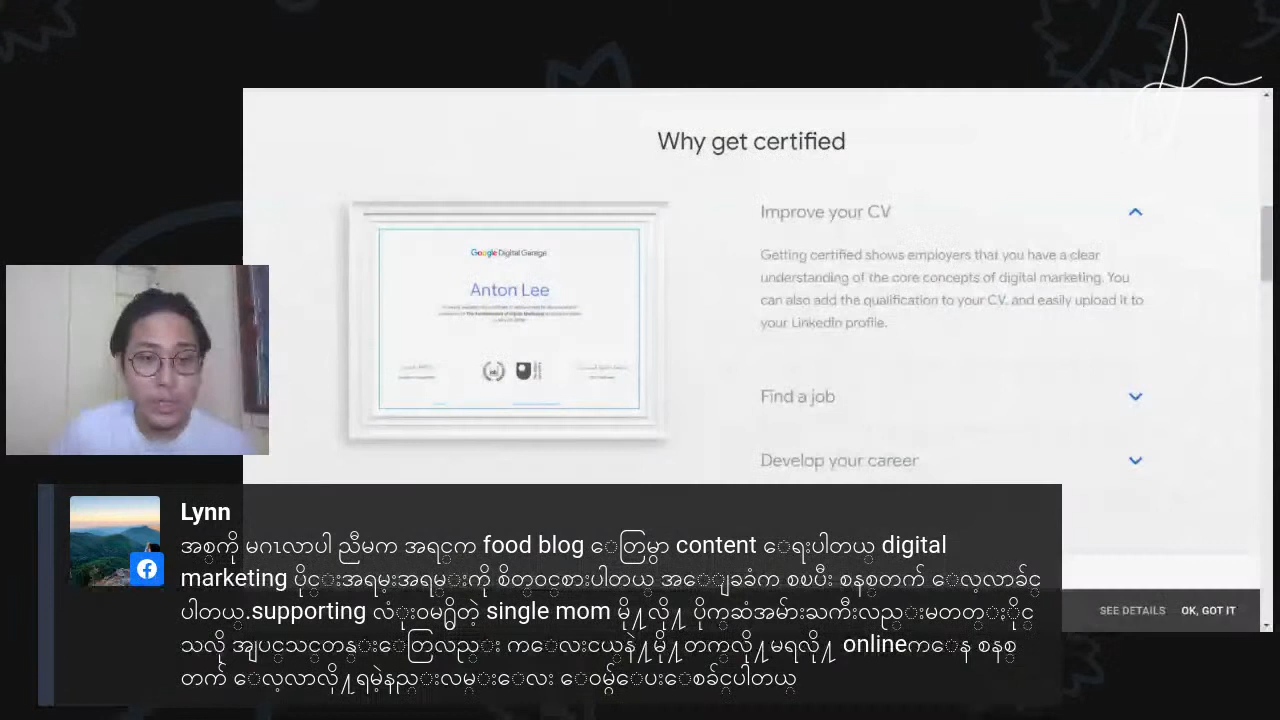 Why get certified
Improve your CV
Getting certified shows employers that you have a clear
understanding of the core concepts of digital marketing. You
can also add the qualification to your CV, and easily upload it to
your LinkedIn profile.
Google Digital Garage
Anton Lee
Find a job
Develop your career
Lynn
အစ္ကို မဂၤလာပါ ညီမက အရင္က food blog ေတြမွာ content ေရးပါတယ္ digital
marketing ပိုင္းအရမ္းအရမ္းကို စိတ္ဝင္စားပါတယ္ အေျခခံက စၿပီး စနစ္တက် ေလ့လာခ်င္
ပါတယ္.supporting လံုးဝမ႐ွိတဲ့ single mom မို႔လို႔ ပိုက္ဆံအမ်ားႀကီးလည္းမတတ္ႏိုင္
သလို အျပင္သင္တန္းေတြလည္း ကေလးငယ္နဲ႔မို႔တက္လို႔မရလို႔ onlineကေန စနစ္
တက် ေလ့လာလို႔ရမဲ့နည္းလမ္းေလး ေဝမွ်ေပးေစခ်င္ပါတယ္
SEE DETAILS OK, GOT IT